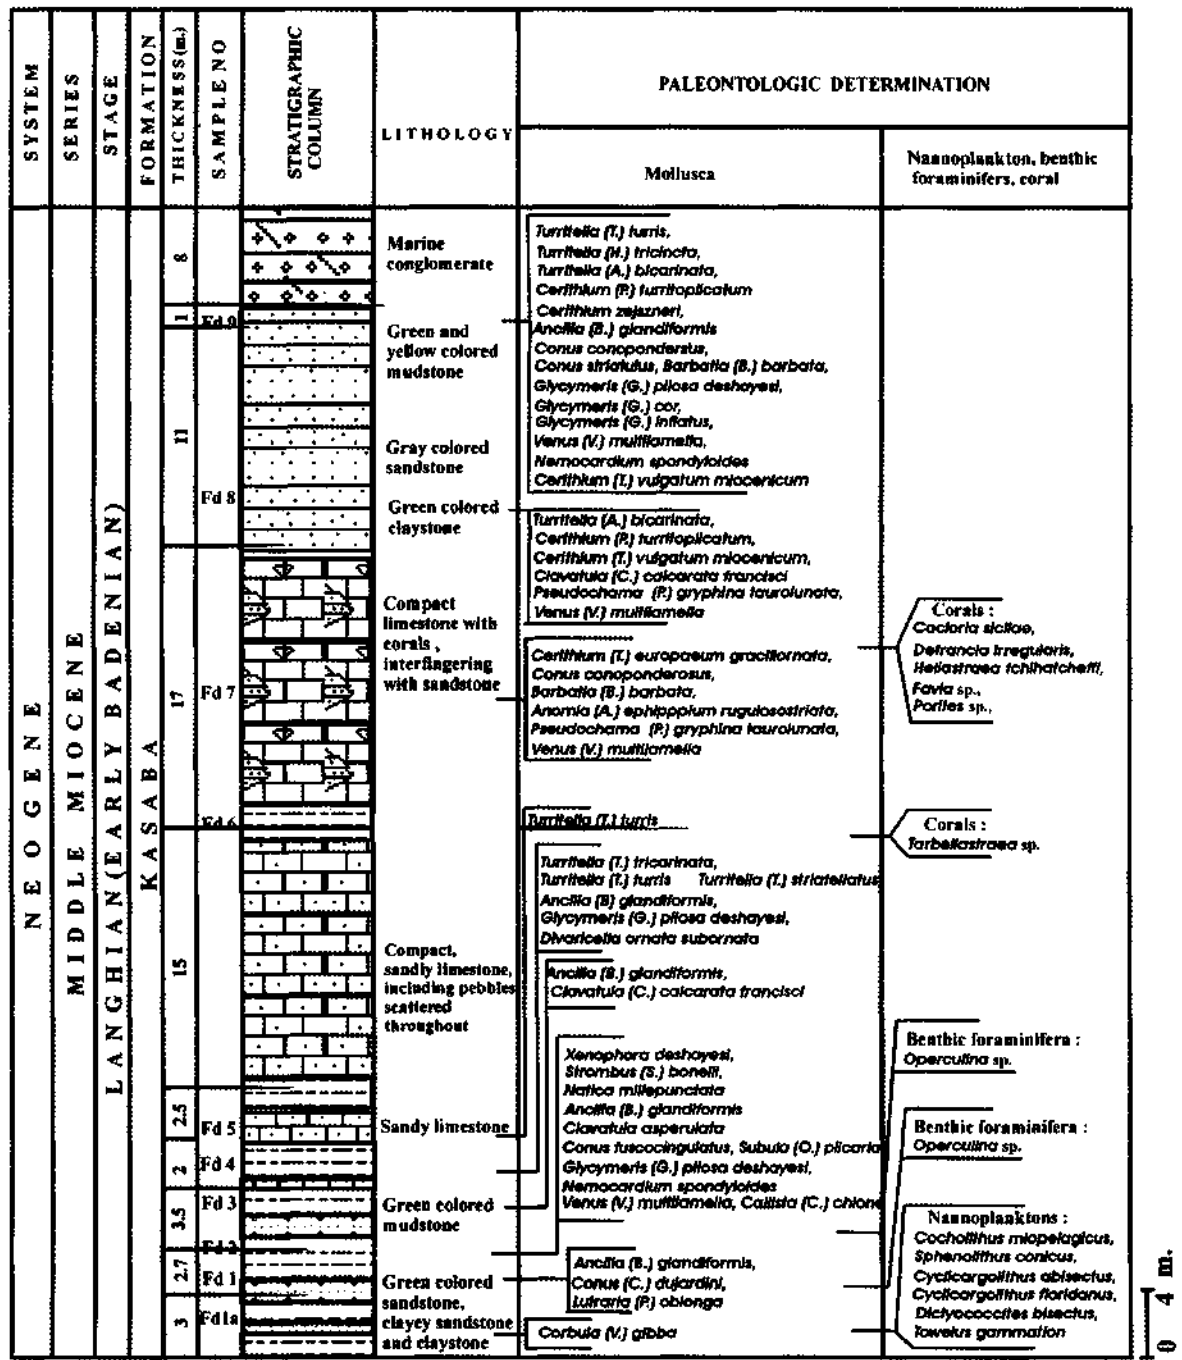 SYSTEM
SERIES
STAGE
FORMATION
THICKNESS(m.)
SAMPLE NO
STRATIGRAPHIC
COLUMN
LITHOLOGY
PALEONTOLOGIC DETERMINATION
Mollusca
Nannoplankton, benthic
foraminifers, coral
NEOGENE
MIDDLE MIOCENE
LANGHIAN (EARLY BADENIAN)
KASABA
8
1
11
17
15
2.5
2
3.5
2.7
3
Fd 9
Fd 8
Fd 7
Fd 6
Fd 5
Fd 4
Fd 3
Fd 2
Fd 1
Fd1a
Marine
conglomerate
Green and
yellow colored
mudstone
Gray colored
sandstone
Green colored
claystone
Compact
limestone with
corals ,
interfingering
with sandstone
Compact,
sandly limestone,
including pebbles
scattered
throughout
Sandy limestone
Green colored
mudstone
Green colored
sandstone,
clayey sandstone
and claystone
Turritella (T.) turris,
Turritella (H.) tricincta,
Turritella (A.) bicarinata,
Cerithium (P.) turritoplicatum
Cerithium zejszneri,
Ancilla (B.) glandiformis
Conus conopondersus,
Conus striatulus, Barbatia (B.) barbata,
Glycymeris (G.) pilosa deshayesi,
Glycymeris (G.) cor,
Glycymeris (G.) inflatus,
Venus (V.) multilamella,
Nemocardium spondyloides
Cerithium (T.) vulgatum miocenicum
Turritella (A.) bicarinata,
Cerithium (P.) turritoplicatum,
Cerithium (T.) vulgatum miocenicum,
Clavatula (C.) calcarata francisci
Pseudochama (P.) gryphina taurolunata,
Venus (V.) multilamella
Cerithium (T.) europaeum graciliornata,
Conus conoponderosus,
Barbatia (B.) barbata,
Anomia (A.) ephippium rugulosostriata,
Pseudochama (P.) gryphina taurolunata,
Venus (V.) multilamella
Turritella (T.) turris
Turritella (T.) tricarinata,
Turritella (T.) turris Turritella (T.) striatellatus
Ancilla (B) glandiformis,
Glycymeris (G.) pilosa deshayesi,
Divaricella ornata subornata
Ancilla (B.) glandiformis,
Clavatula (C.) calcarata francisci
Xenophora deshayesi,
Strombus (S.) bonelli,
Natica millepunctata
Ancilla (B.) glandiformis
Clavatula asperulata
Conus fuscocingulatus, Subula (O.) plicaria
Glycymeris (G.) pilosa deshayesi,
Nemocardium spondyloides
Venus (V.) multilamella, Callista (C.) chione
Ancilla (B.) glandiformis,
Conus (C.) dujardini,
Lutraria (P.) oblonga
Corbula (V.) gibba
Corals :
Defrancia irregularis,
Heliastraea tchihatcheffi,
Favia sp.,
Porites sp.,
Corals :
Tarbellastraea sp.
Benthic foraminifera :
Operculina sp.
Benthic foraminifera :
Operculina sp.
Nannoplanktons :
Cocholithus miopelagicus,
Sphenolithus conicus,
Cyclicargolithus abisectus,
Cyclicargolithus floridanus,
Dictyococcites bisectus,
Toweius gammation
0 4 m.